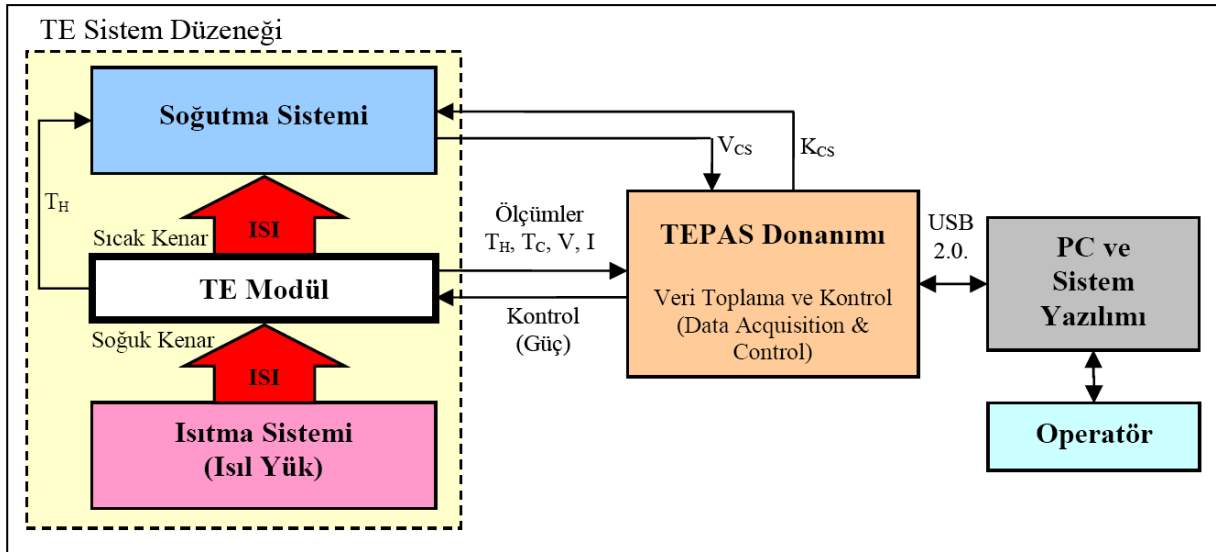 TE Sistem Düzeneği
Soğutma Sistemi
T_H
ISI
Sıcak Kenar
TE Modül
Soğuk Kenar
ISI
Isıtma Sistemi
(Isıl Yük)
V_CS
K_CS
Ölçümler
T_H, T_C, V, I
Kontrol
(Güç)
TEPAS Donanımı
Veri Toplama ve Kontrol
(Data Acquisition &
Control)
USB
2.0.
PC ve
Sistem
Yazılımı
Operatör